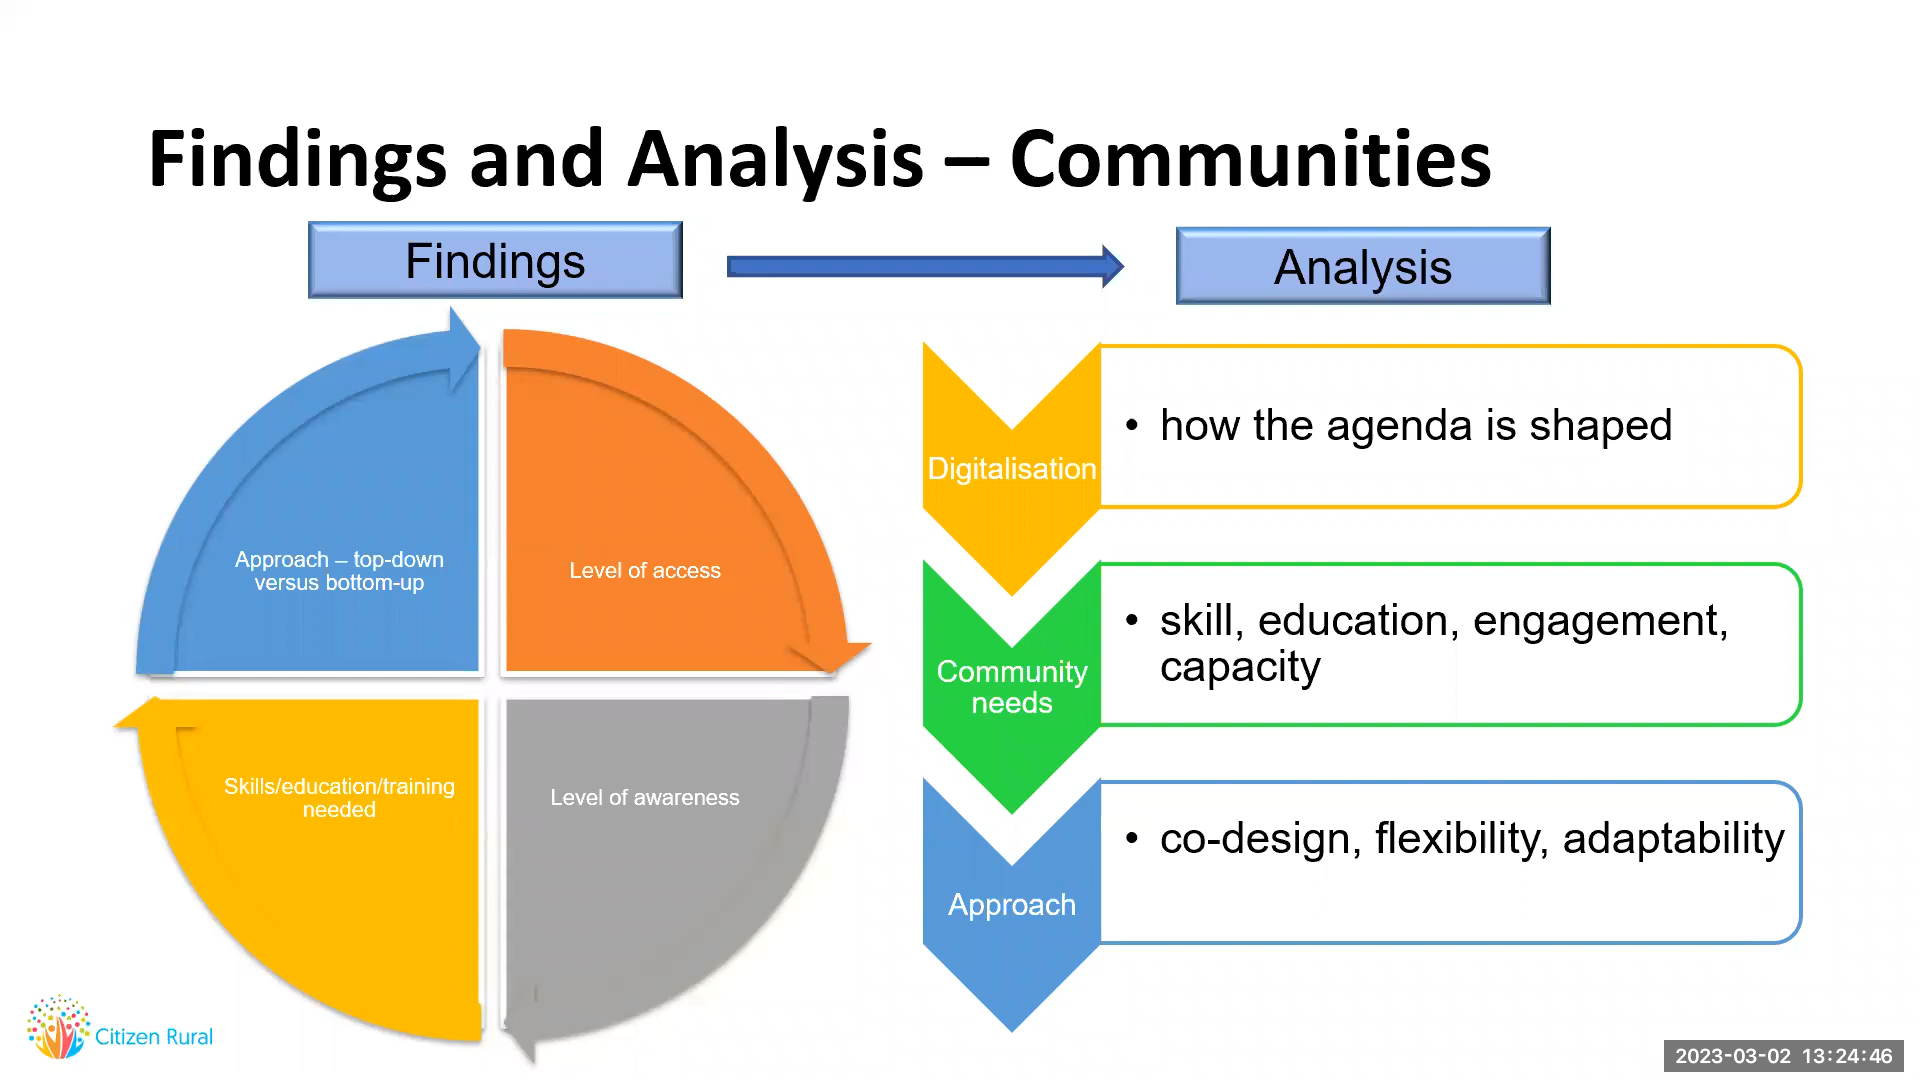 Findings and Analysis – Communities
Findings
Analysis
Approach – top-down
versus bottom-up
Level of access
Skills/education/training
needed
Level of awareness
Digitalisation
• how the agenda is shaped
Community
needs
• skill, education, engagement,
capacity
Approach
• co-design, flexibility, adaptability
Citizen Rural
2023-03-02 13:24:46